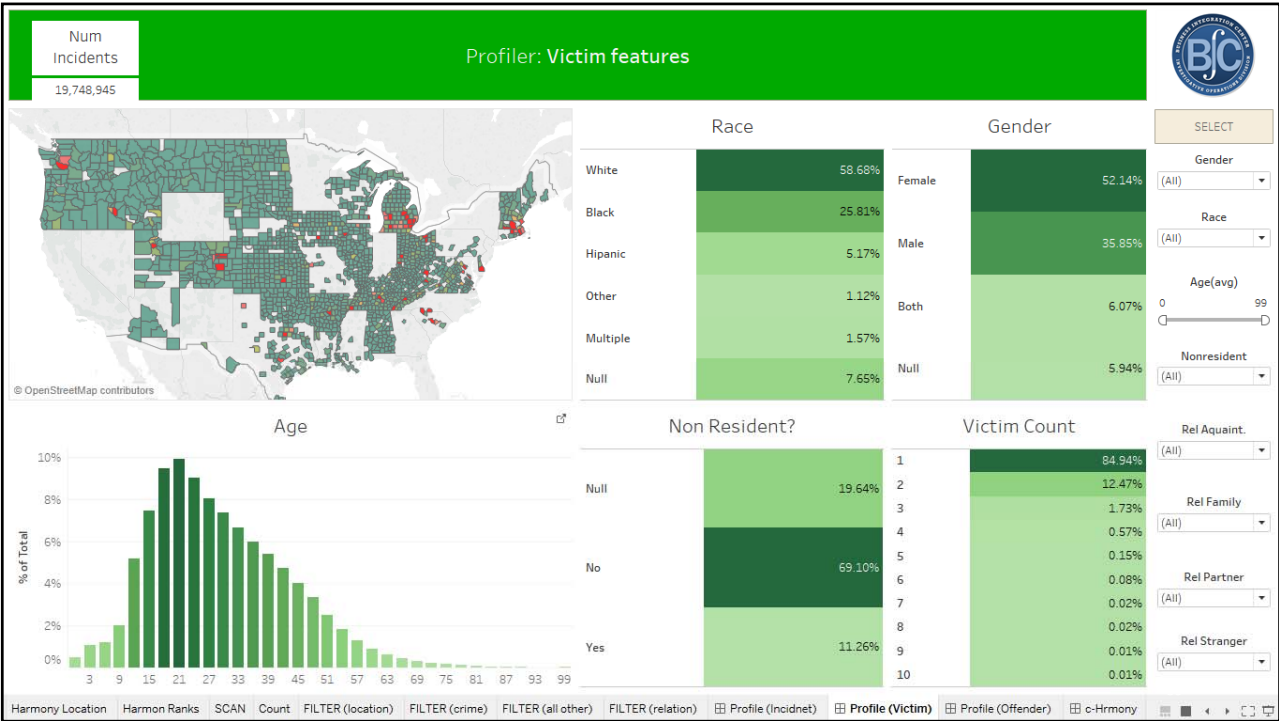 Num
Incidents
19,748,945
Profiler: Victim features
BUSINESS INTEGRATION CENTER
BfC
INVESTIGATIVE OPERATIONS DIVISION
© OpenStreetMap contributors
Race
White 58.68%
Black 25.81%
Hipanic 5.17%
Other 1.12%
Multiple 1.57%
Null 7.65%
Gender
Female 52.14%
Male 35.85%
Both 6.07%
Null 5.94%
SELECT
Gender
(All)
Race
(All)
Age(avg)
0 99
Nonresident
(All)
Rel Aquaint.
(All)
Rel Family
(All)
Rel Partner
(All)
Rel Stranger
(All)
Age
% of Total
10%
8%
6%
4%
2%
0%
3 9 15 21 27 33 39 45 51 57 63 69 75 81 87 93 99
Non Resident?
Null 19.64%
No 69.10%
Yes 11.26%
Victim Count
1 84.94%
2 12.47%
3 1.73%
4 0.57%
5 0.15%
6 0.08%
7 0.02%
8 0.02%
9 0.01%
10 0.01%
Harmony Location Harmon Ranks SCAN Count FILTER (location) FILTER (crime) FILTER (all other) FILTER (relation) Profile (Incidnet) Profile (Victim) Profile (Offender) c-Hrmony